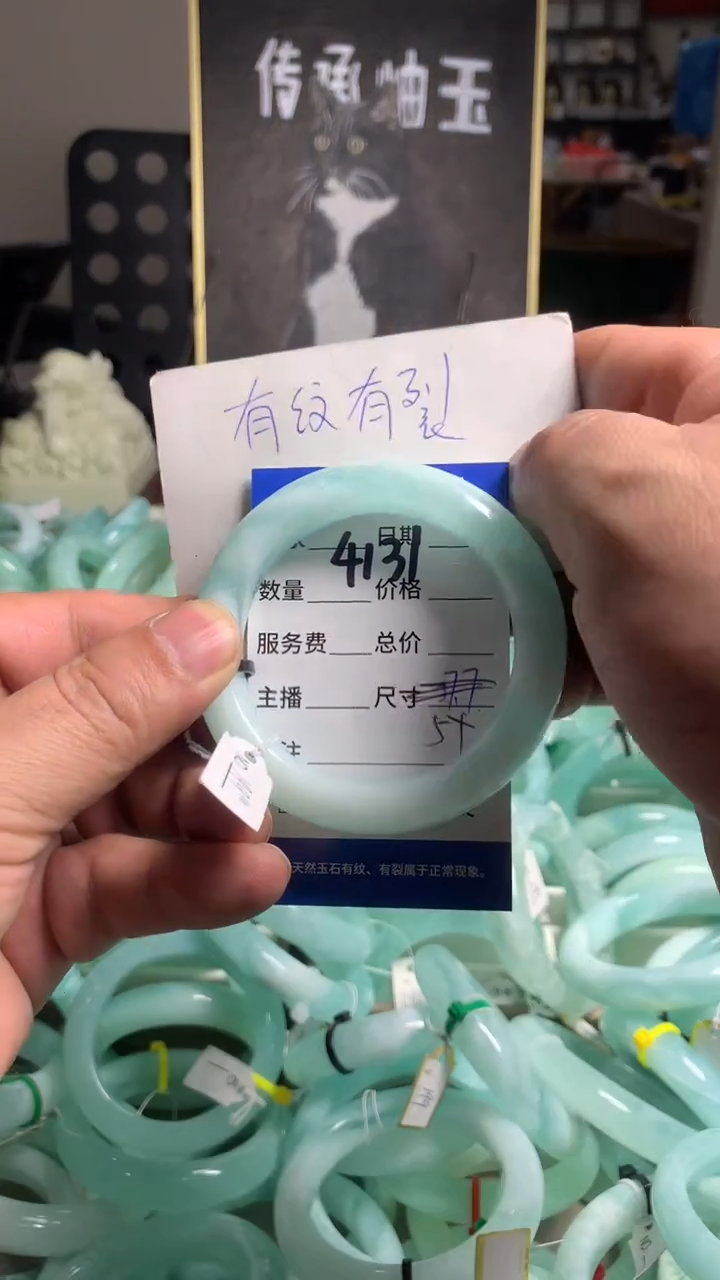 传承岫玉
有纹有裂
日期
4131
数量 价格
服务费 总价
主播 尺寸
54
注
天然玉石有纹、有裂属于正常现象。
199